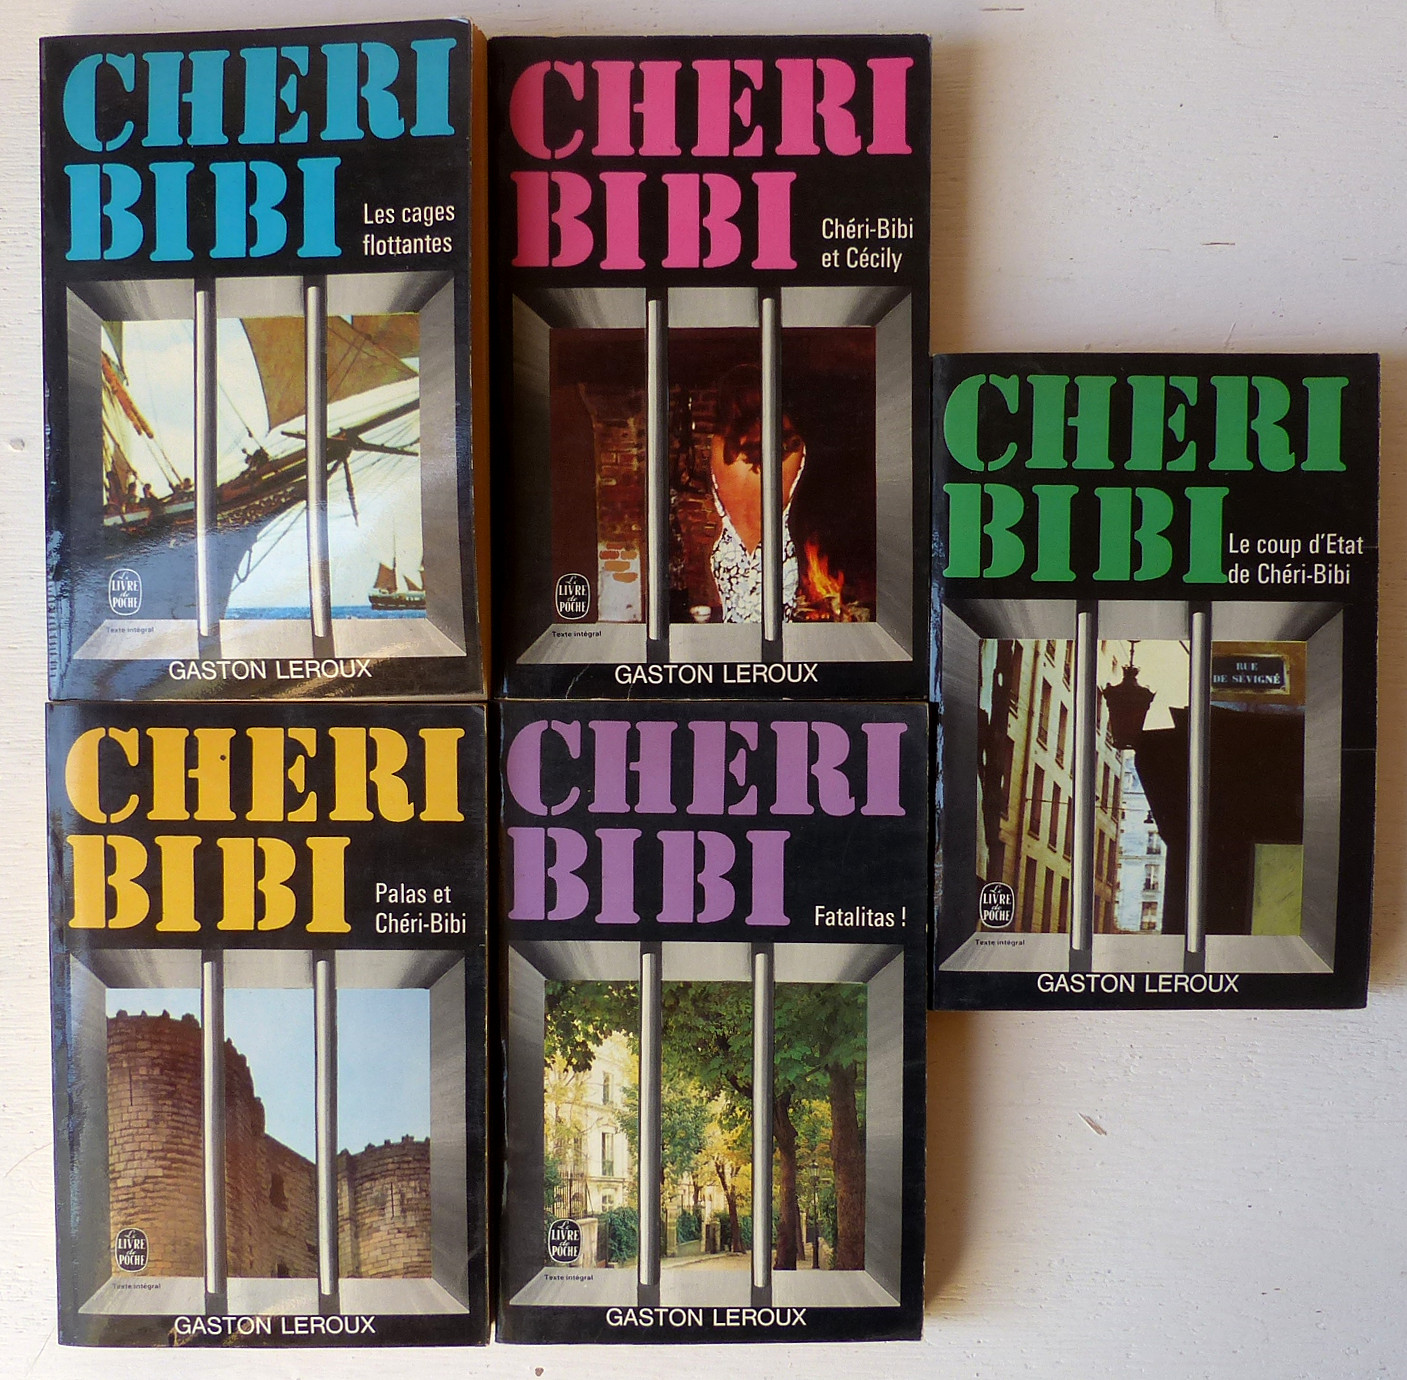 CHERI
BIBI
Les cages
flottantes
Le
LIVRE
de
POCHE
Texte intégral
GASTON LEROUX
CHERI
BIBI
Chéri-Bibi
et Cécily
Le
LIVRE
de
POCHE
Texte intégral
GASTON LEROUX
CHERI
BIBI
Le coup d'Etat
de Chéri-Bibi
RUE
DE SÉVIGNÉ
Le
LIVRE
de
POCHE
Texte intégral
GASTON LEROUX
CHERI
BIBI
Palas et
Chéri-Bibi
Le
LIVRE
de
POCHE
Texte intégral
GASTON LEROUX
CHERI
BIBI
Fatalitas !
Le
LIVRE
de
POCHE
Texte intégral
GASTON LEROUX